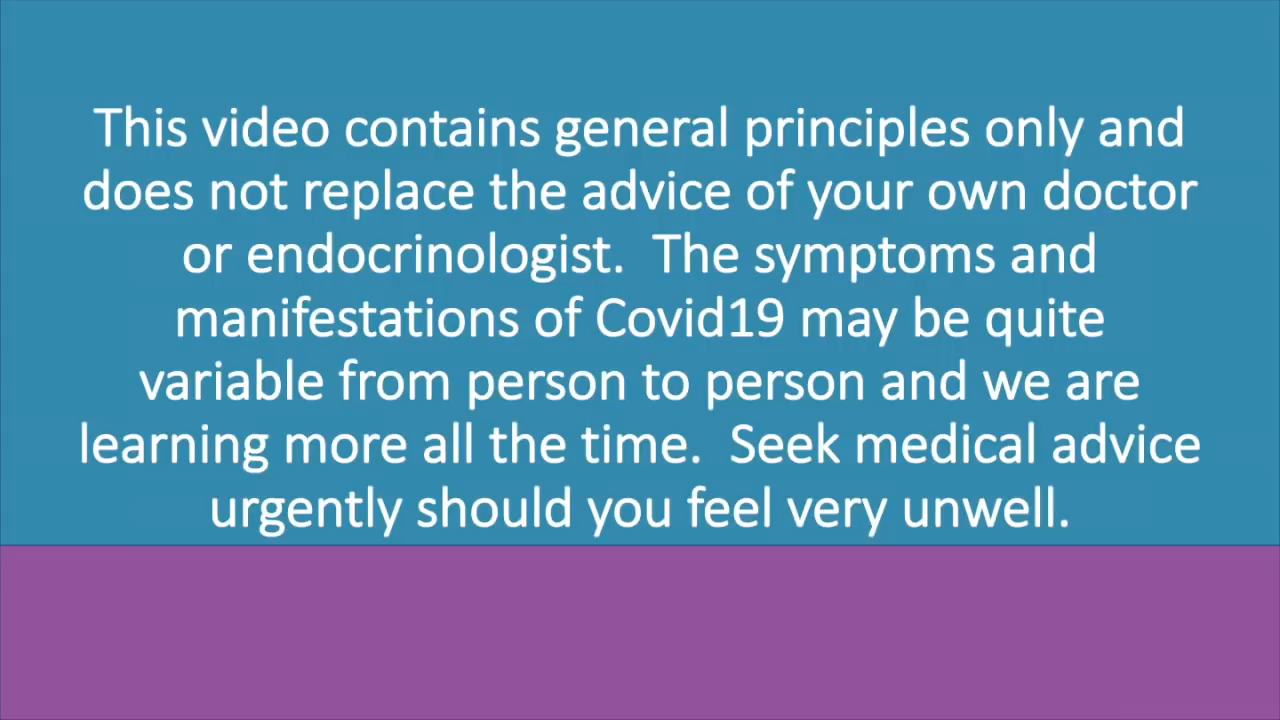 This video contains general principles only and
does not replace the advice of your own doctor
or endocrinologist.  The symptoms and
manifestations of Covid19 may be quite
variable from person to person and we are
learning more all the time.  Seek medical advice
urgently should you feel very unwell.